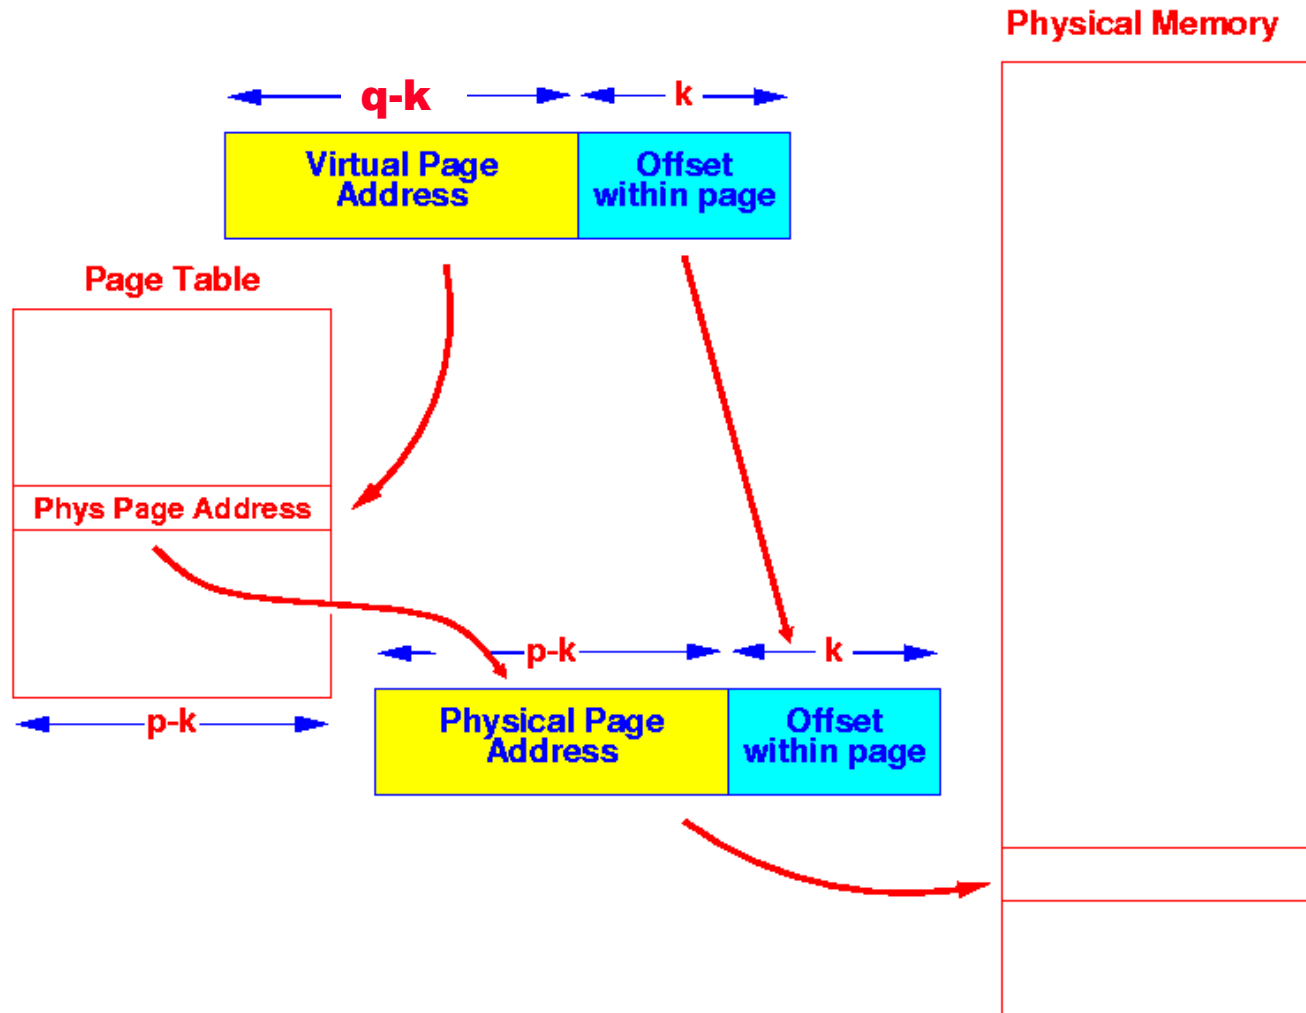 Physical Memory
q-k
k
Virtual Page
Address
Offset
within page
Page Table
Phys Page Address
p-k
k
p-k
Physical Page
Address
Offset
within page